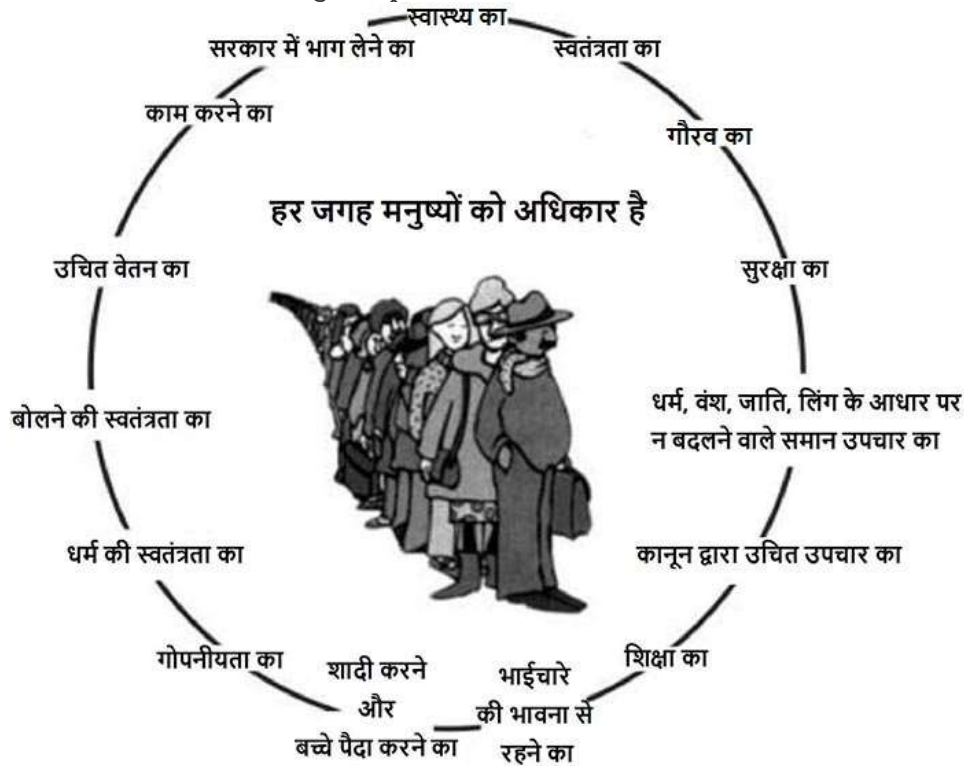 स्वास्थ्य का
स्वतंत्रता का
गौरव का
सुरक्षा का
धर्म, वंश, जाति, लिंग के आधार पर
न बदलने वाले समान उपचार का
कानून द्वारा उचित उपचार का
शिक्षा का
भाईचारे
की भावना से
रहने का
शादी करने
और
बच्चे पैदा करने का
गोपनीयता का
धर्म की स्वतंत्रता का
बोलने की स्वतंत्रता का
उचित वेतन का
काम करने का
सरकार में भाग लेने का
हर जगह मनुष्यों को अधिकार है